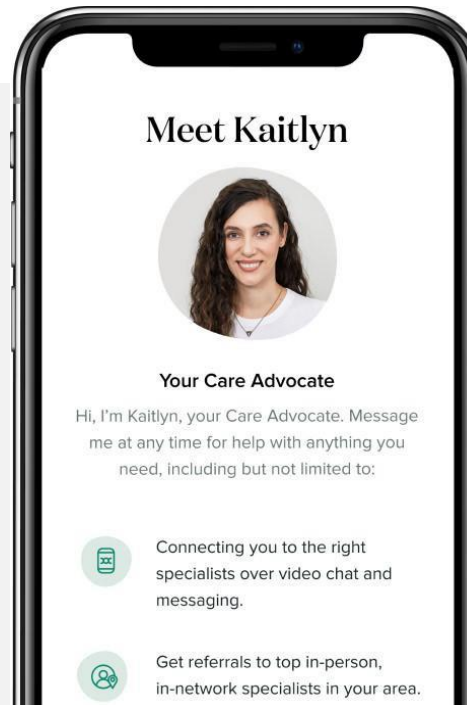 Meet Kaitlyn
Your Care Advocate
Hi, I'm Kaitlyn, your Care Advocate. Message
me at any time for help with anything you
need, including but not limited to:
Connecting you to the right
specialists over video chat and
messaging.
Get referrals to top in-person,
in-network specialists in your area.